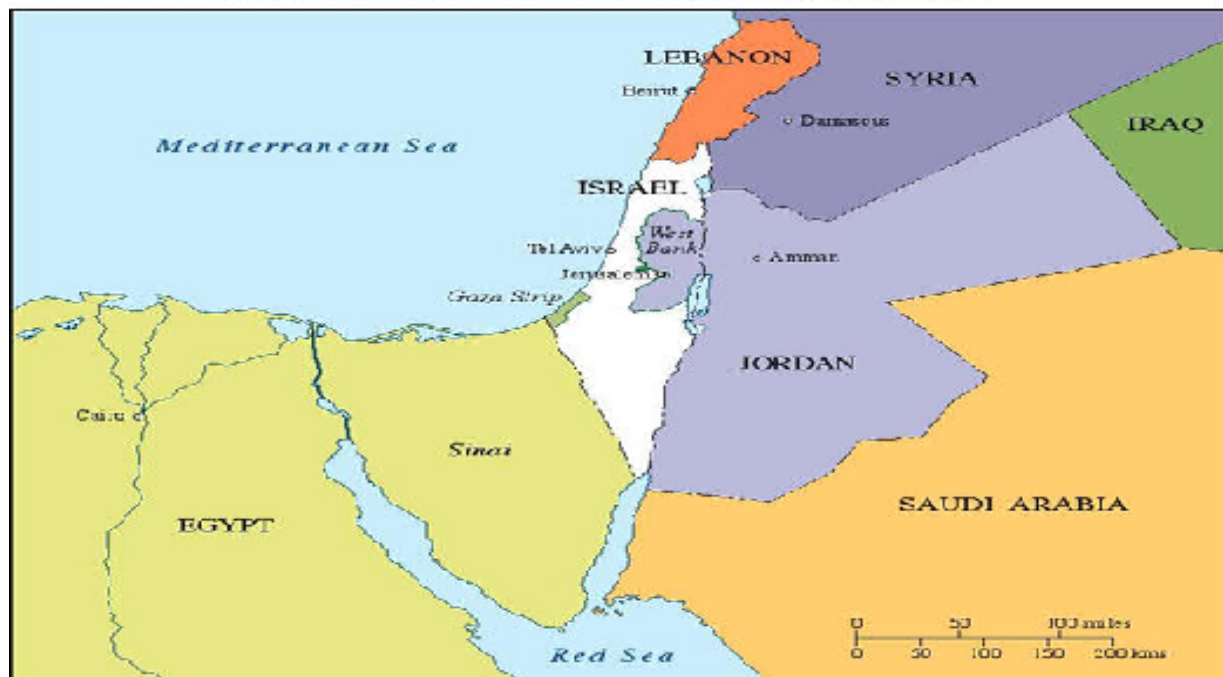 LEBANON
SYRIA
Beirut
Damascus
IRAQ
Mediterranean Sea
ISRAEL
West
Bank
Tel Aviv
Amman
Jerusalem
Gaza Strip
JORDAN
Cairo
Sinai
SAUDI ARABIA
EGYPT
0 50 100 miles
0 50 100 150 200 kms
Red Sea